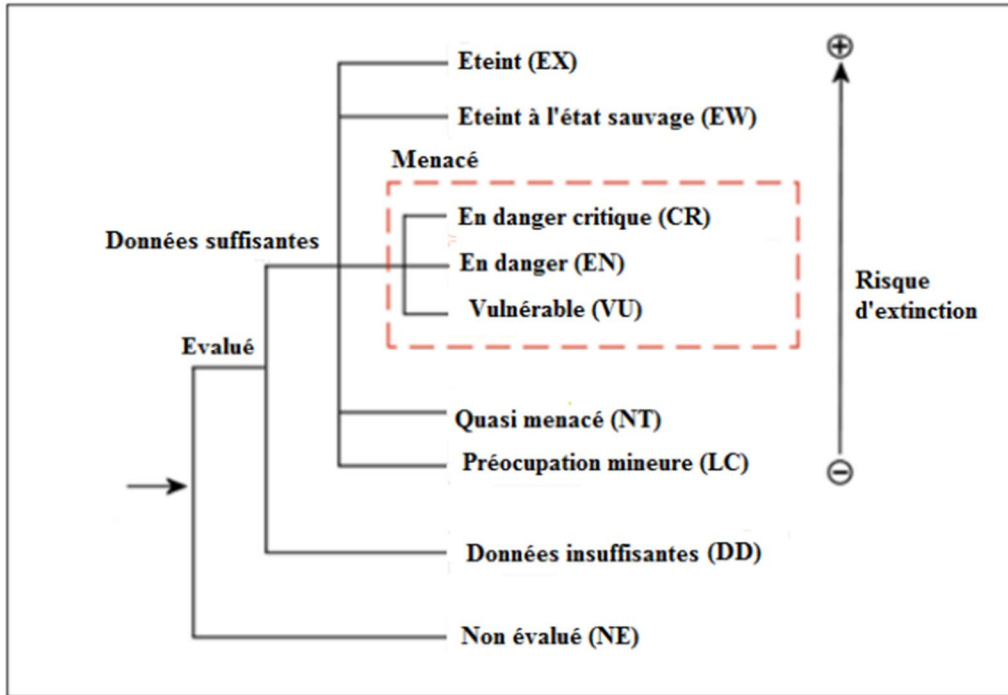 Eteint (EX)
Eteint à l'état sauvage (EW)
Menacé
En danger critique (CR)
Données suffisantes
En danger (EN)
Risque
d'extinction
Vulnérable (VU)
Evalué
Quasi menacé (NT)
Préocupation mineure (LC)
Données insuffisantes (DD)
Non évalué (NE)